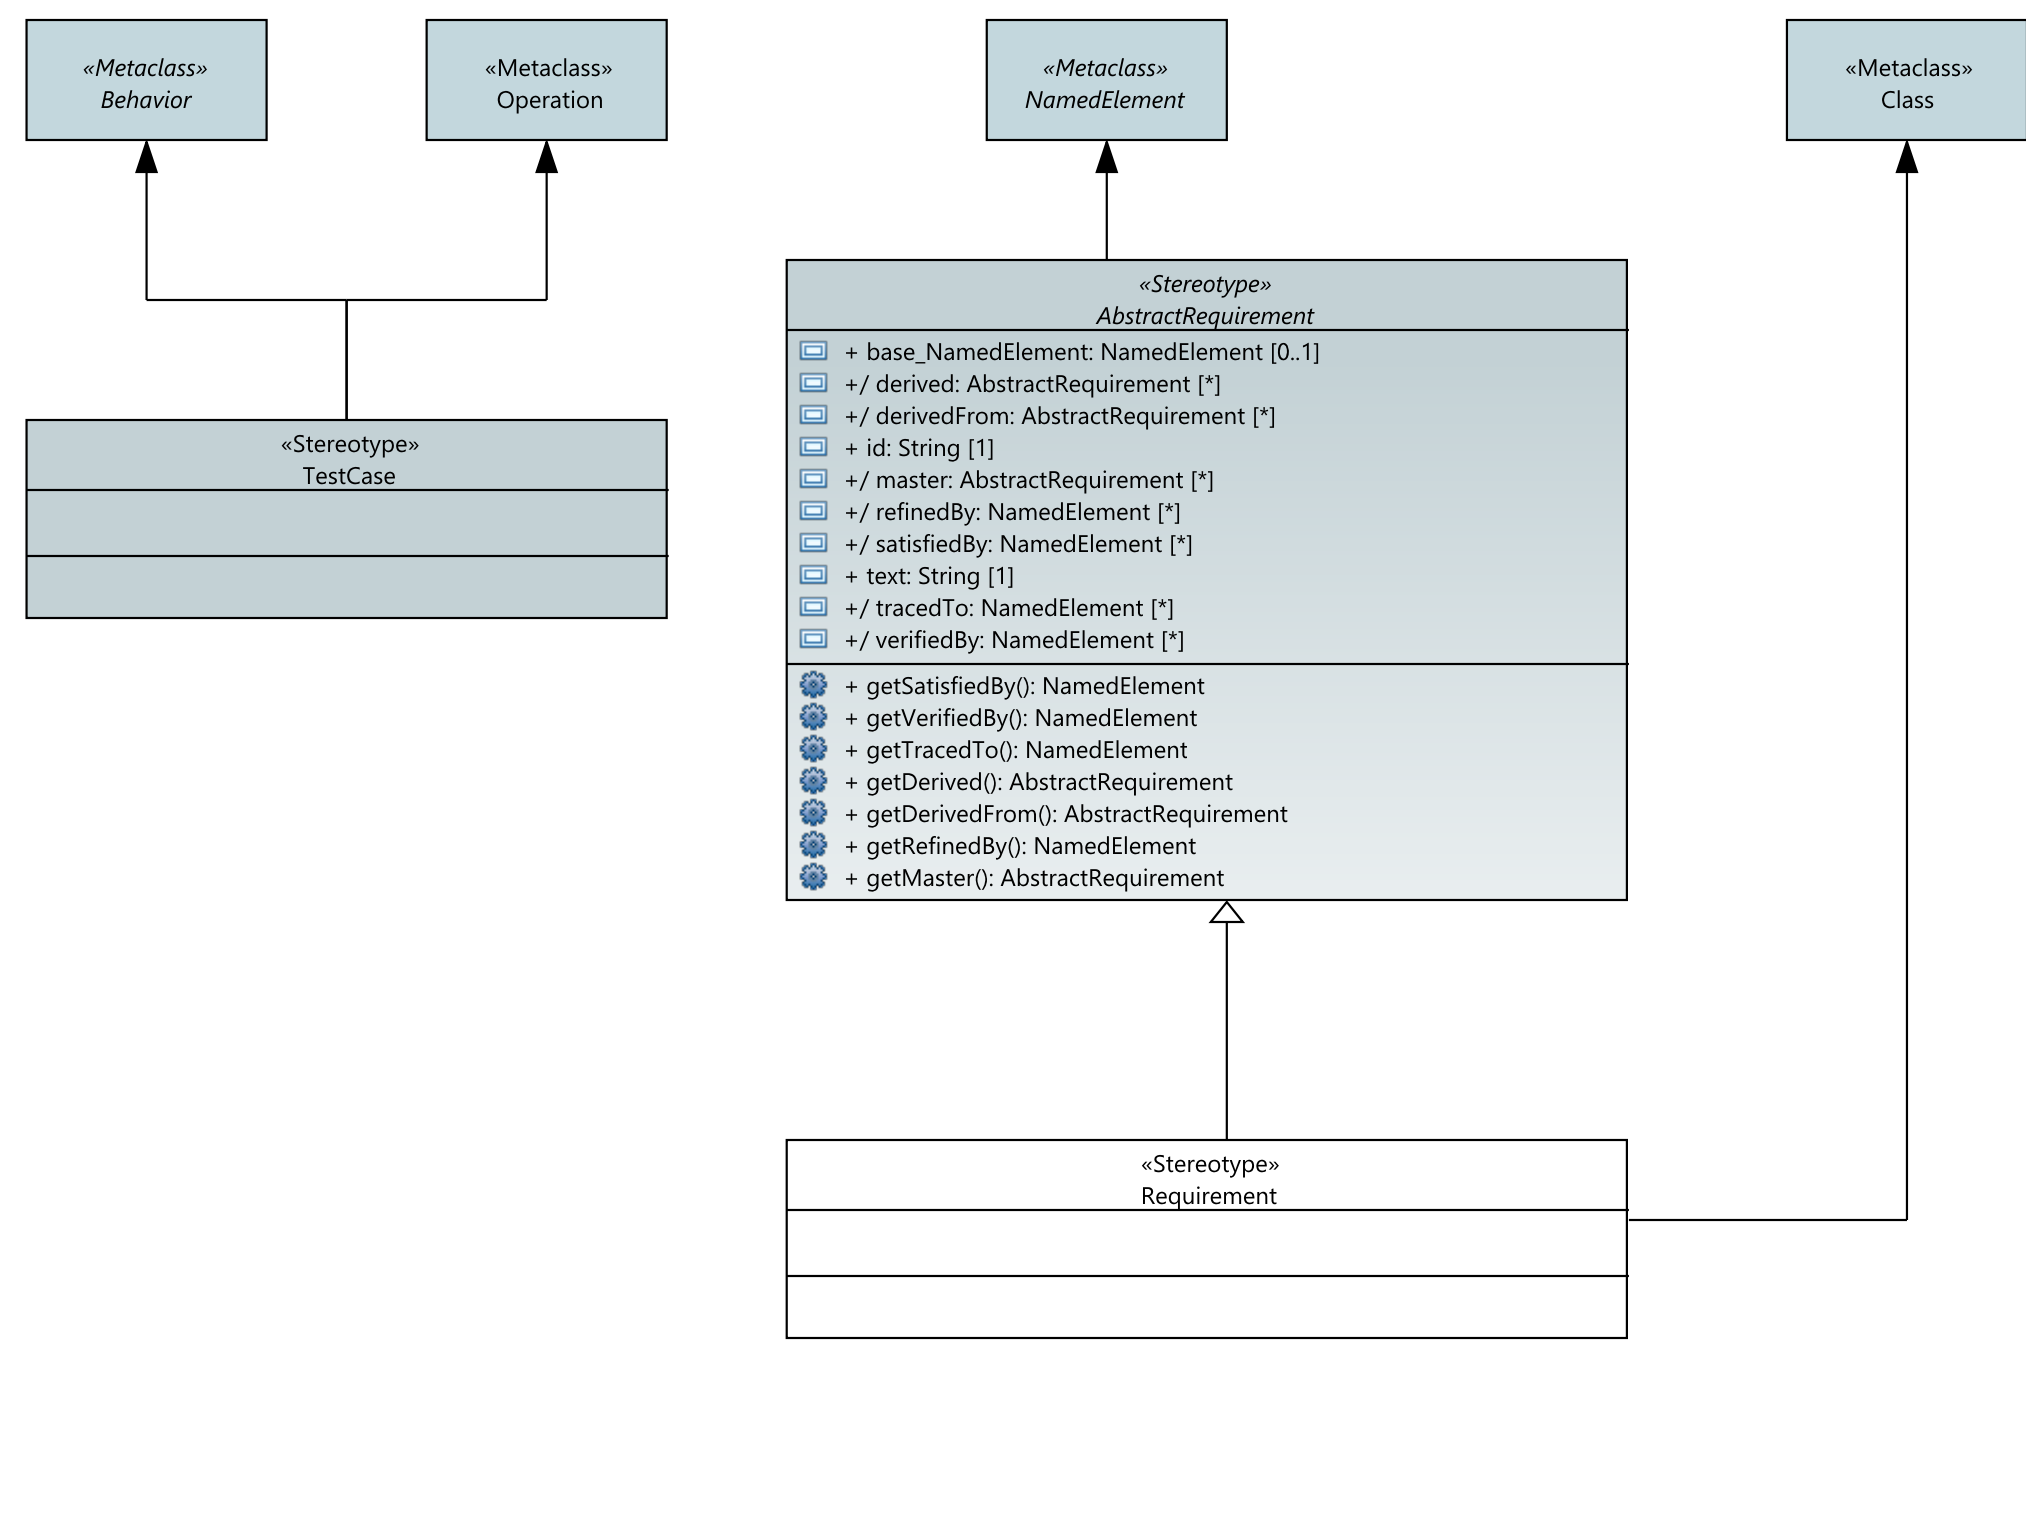 «Metaclass»
Behavior
«Metaclass»
Operation
«Metaclass»
NamedElement
«Metaclass»
Class
«Stereotype»
TestCase
«Stereotype»
AbstractRequirement
+ base_NamedElement: NamedElement [0..1]
+/ derived: AbstractRequirement [*]
+/ derivedFrom: AbstractRequirement [*]
+ id: String [1]
+/ master: AbstractRequirement [*]
+/ refinedBy: NamedElement [*]
+/ satisfiedBy: NamedElement [*]
+ text: String [1]
+/ tracedTo: NamedElement [*]
+/ verifiedBy: NamedElement [*]
+ getSatisfiedBy(): NamedElement
+ getVerifiedBy(): NamedElement
+ getTracedTo(): NamedElement
+ getDerived(): AbstractRequirement
+ getDerivedFrom(): AbstractRequirement
+ getRefinedBy(): NamedElement
+ getMaster(): AbstractRequirement
«Stereotype»
Requirement